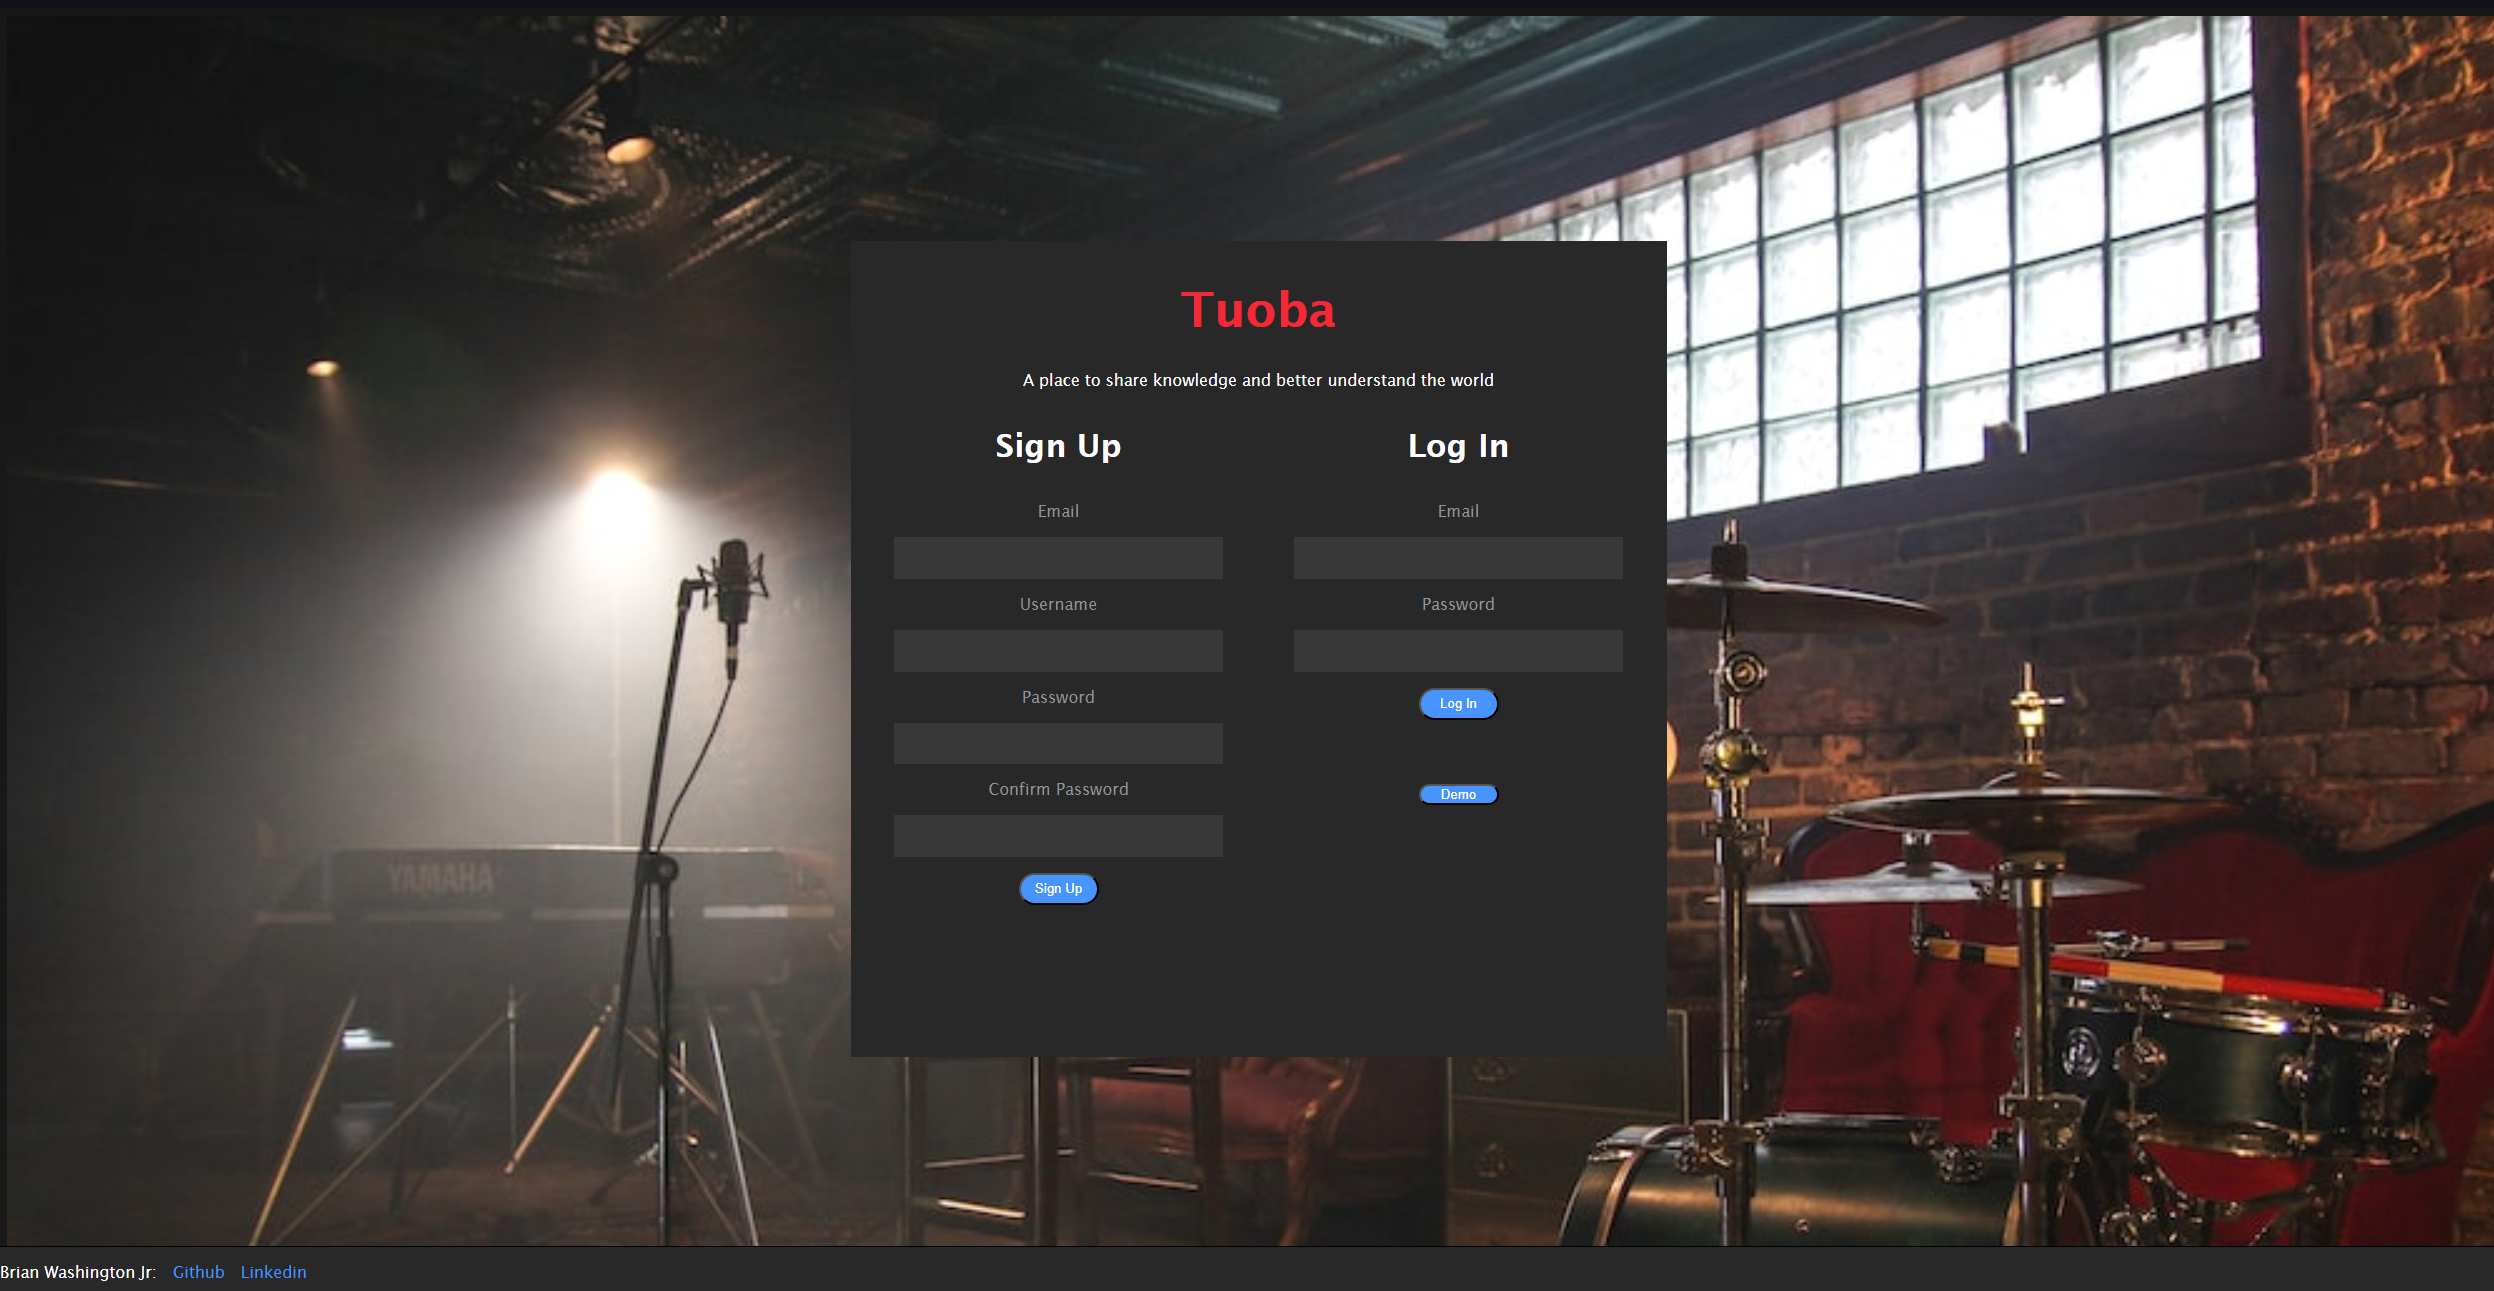 Tuoba
A place to share knowledge and better understand the world
Sign Up
Email
Username
Password
Confirm Password
Sign Up
Log In
Email
Password
Log In
Demo
YAMAHA
Brian Washington Jr: Github Linkedin